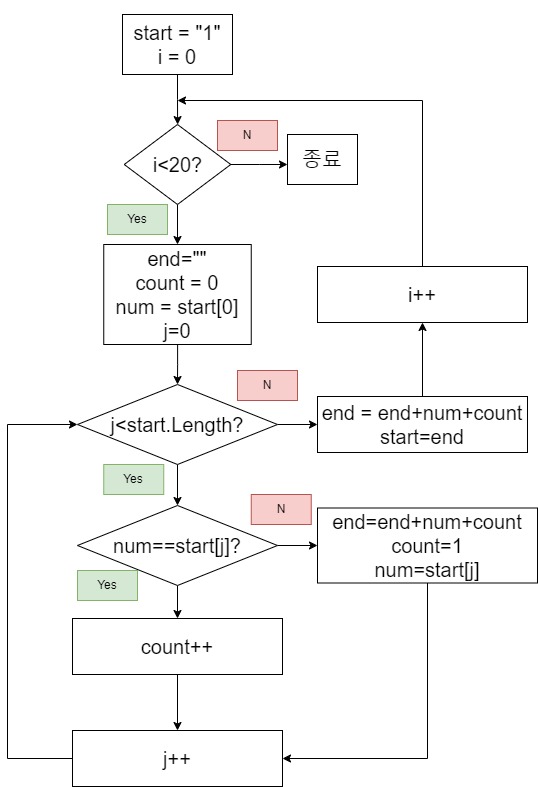 start = "1"
i = 0
i<20?
N
종료
Yes
end=""
count = 0
num = start[0]
j=0
i++
j<start.Length?
N
end = end+num+count
start=end
Yes
num==start[j]?
N
end=end+num+count
count=1
num=start[j]
Yes
count++
j++